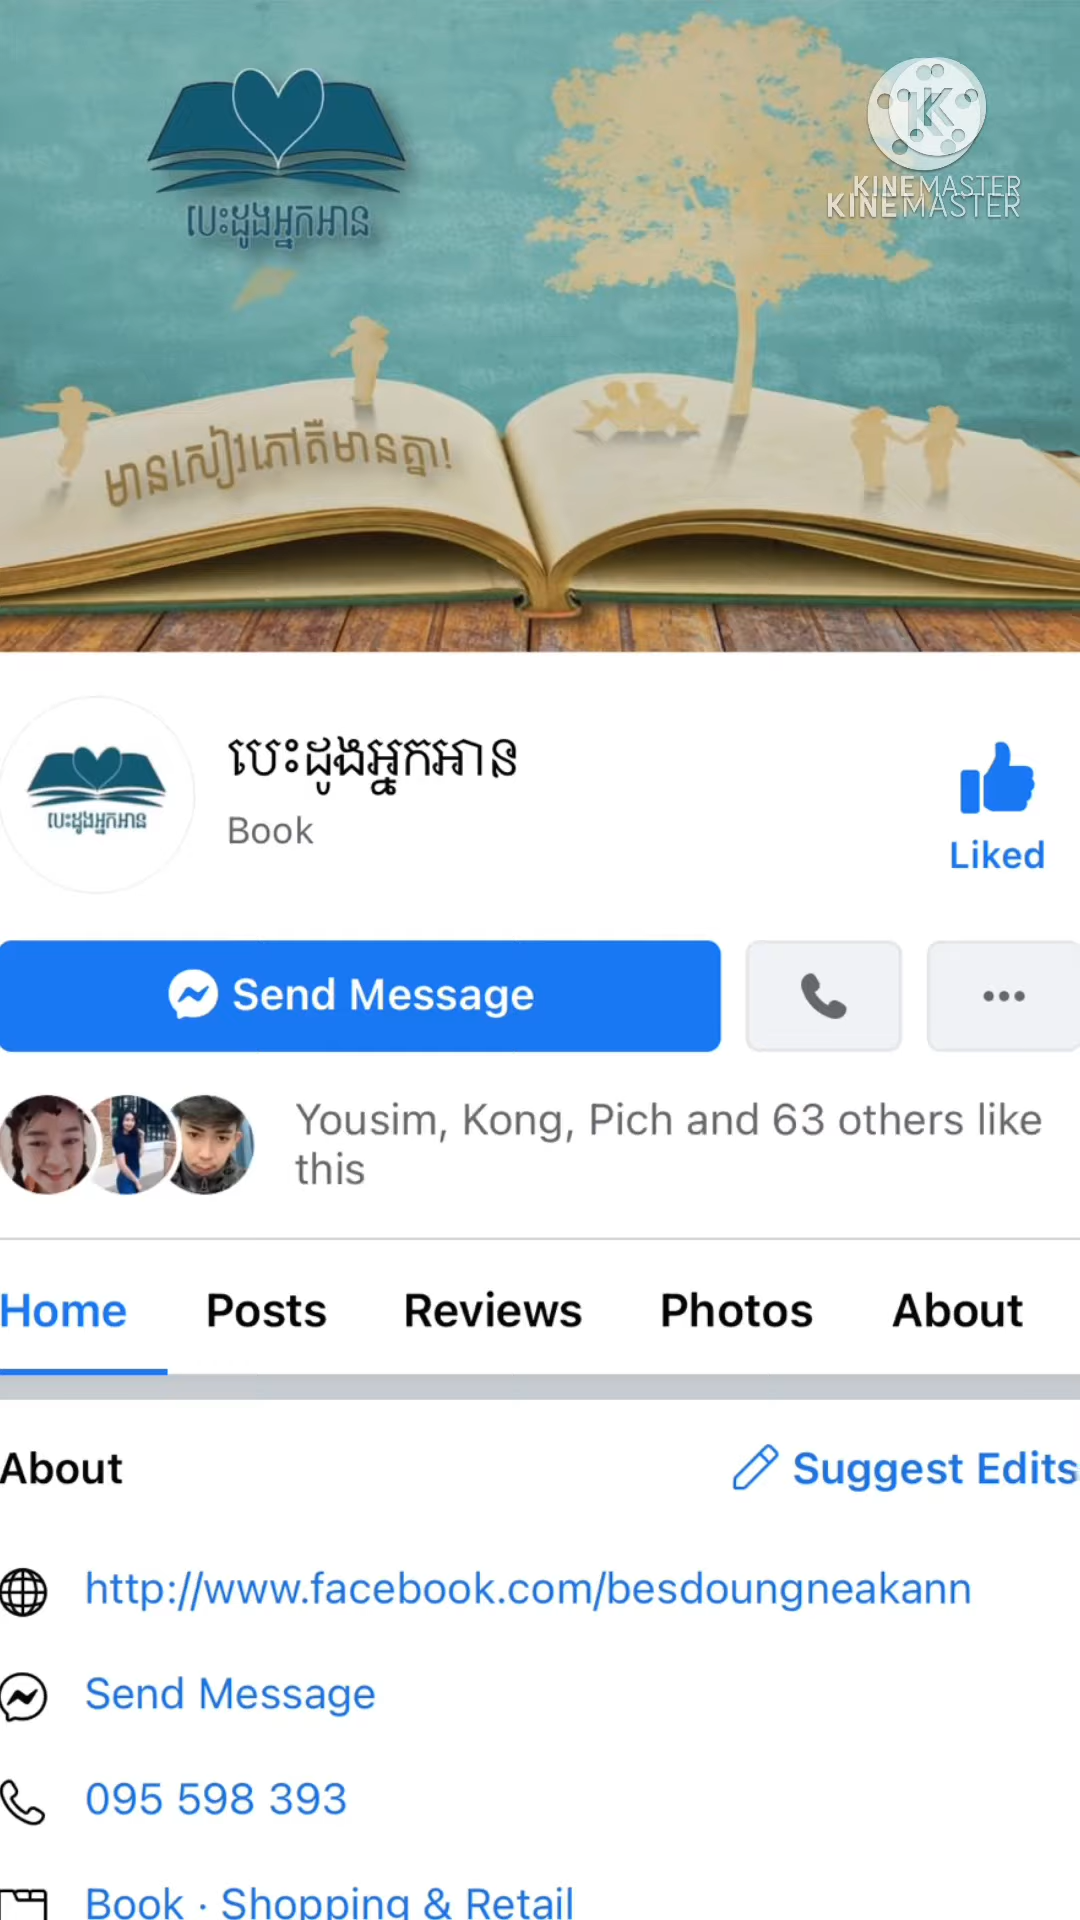 KINEMASTER
KINEMASTER
បេះដូងអ្នកអាន
មានសៀវភៅគឺមានគ្នា!
បេះដូងអ្នកអាន
បេះដូងអ្នកអាន
Book
Liked
Send Message
Yousim, Kong, Pich and 63 others like
this
Home Posts Reviews Photos About
About
Suggest Edits
http://www.facebook.com/besdoungneakann
Send Message
095 598 393
Book · Shopping & Retail